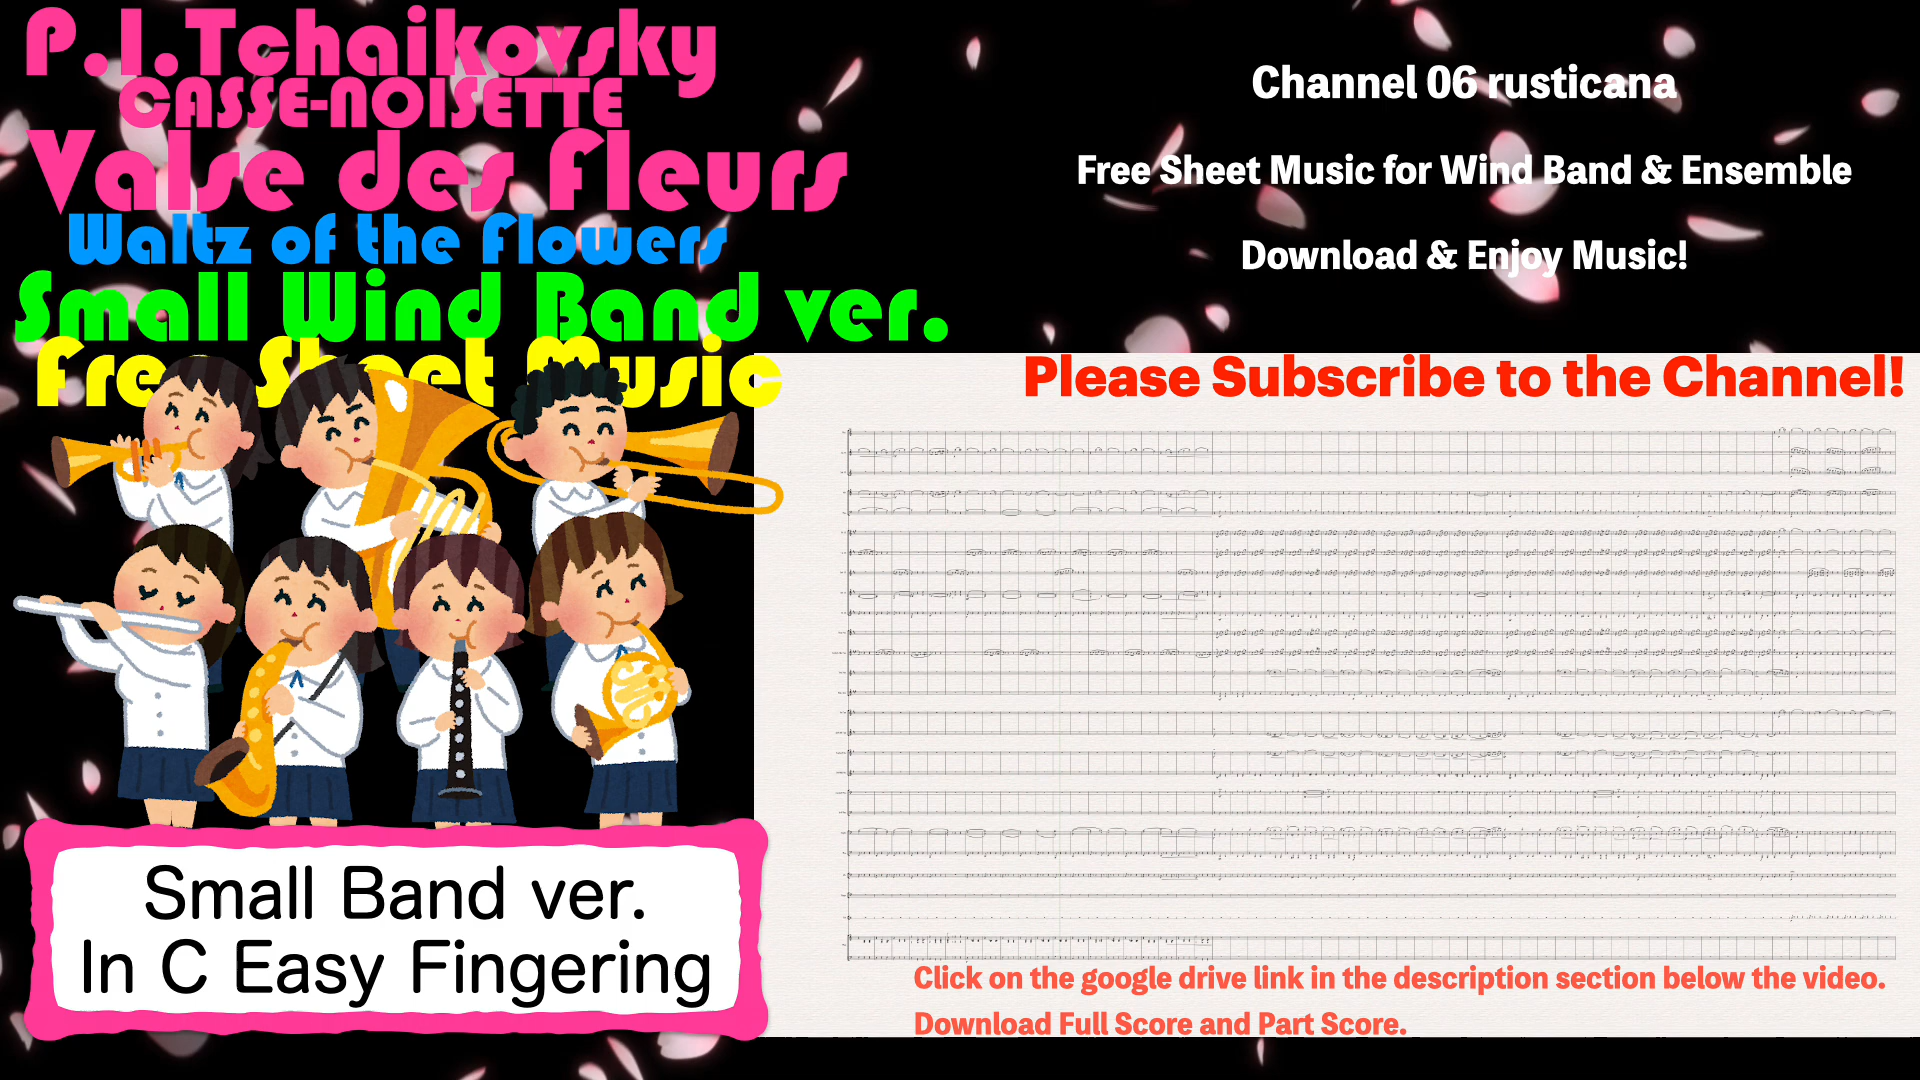 P.I.Tchaikovsky
CASSE-NOISETTE
Valse des Fleurs
Waltz of the Flowers
Small Wind Band ver.
Free Sheet Music
Channel 06 rusticana
Free Sheet Music for Wind Band & Ensemble
Download & Enjoy Music!
Please Subscribe to the Channel!
Small Band ver.
In C Easy Fingering
Click on the google drive link in the description section below the video.
Download Full Score and Part Score.